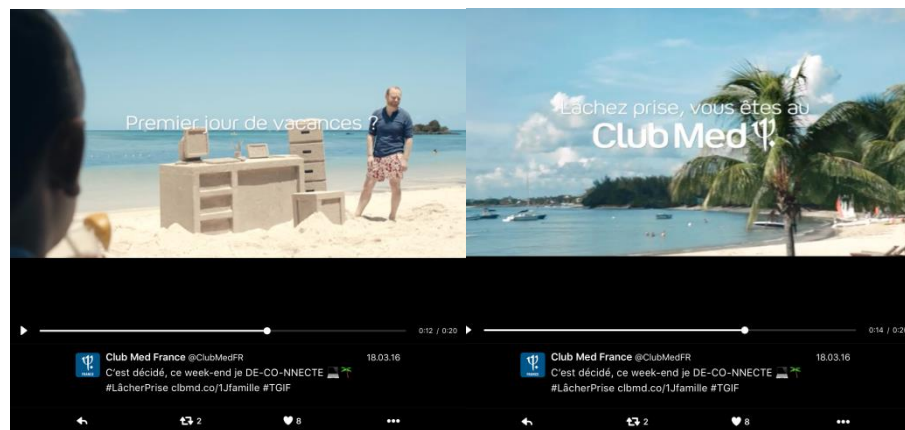 Premier jour de vacances ?
0:12 / 0:20
Club Med France @ClubMedFR
18.03.16
C'est décidé, ce week-end je DE-CO-NNECTE
#LâcherPrise clbmd.co/1Jfamille #TGIF
2
8
Lâchez prise, vous êtes au
Club Med
0:14 / 0:20
Club Med France @ClubMedFR
18.03.16
C'est décidé, ce week-end je DE-CO-NNECTE
#LâcherPrise clbmd.co/1Jfamille #TGIF
2
8